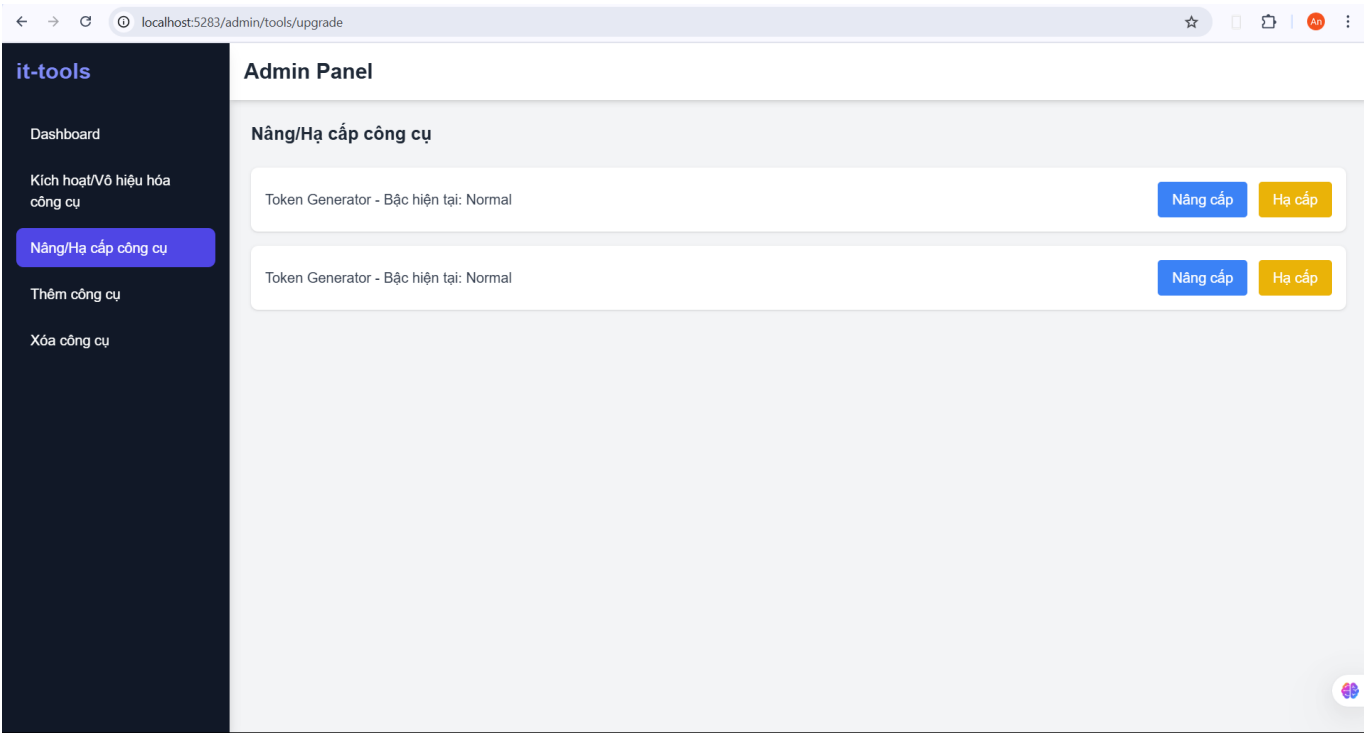 localhost:5283/admin/tools/upgrade
An
it-tools
Admin Panel
Dashboard
Kích hoạt/Vô hiệu hóa
công cụ
Nâng/Hạ cấp công cụ
Thêm công cụ
Xóa công cụ
Nâng/Hạ cấp công cụ
Token Generator - Bậc hiện tại: Normal
Nâng cấp
Hạ cấp
Token Generator - Bậc hiện tại: Normal
Nâng cấp
Hạ cấp